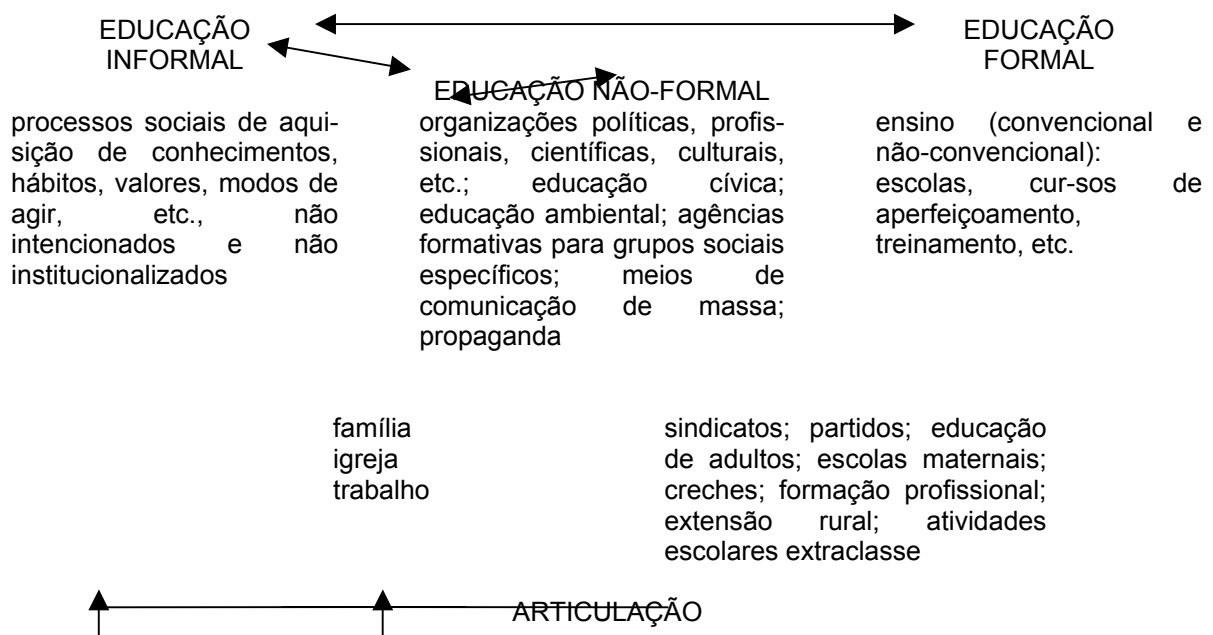 EDUCAÇÃO
INFORMAL
EDUCAÇÃO
FORMAL
EDUCAÇÃO NÃO-FORMAL
processos sociais de aqui-
sição de conhecimentos,
hábitos, valores, modos de
agir, etc., não
intencionados e não
institucionalizados
organizações políticas, profis-
sionais, científicas, culturais,
etc.; educação cívica;
educação ambiental; agências
formativas para grupos sociais
específicos; meios de
comunicação de massa;
propaganda
ensino (convencional e
não-convencional):
escolas, cur-sos de
aperfeiçoamento,
treinamento, etc.
família
igreja
trabalho
sindicatos; partidos; educação
de adultos; escolas maternais;
creches; formação profissional;
extensão rural; atividades
escolares extraclasse
ARTICULAÇÃO